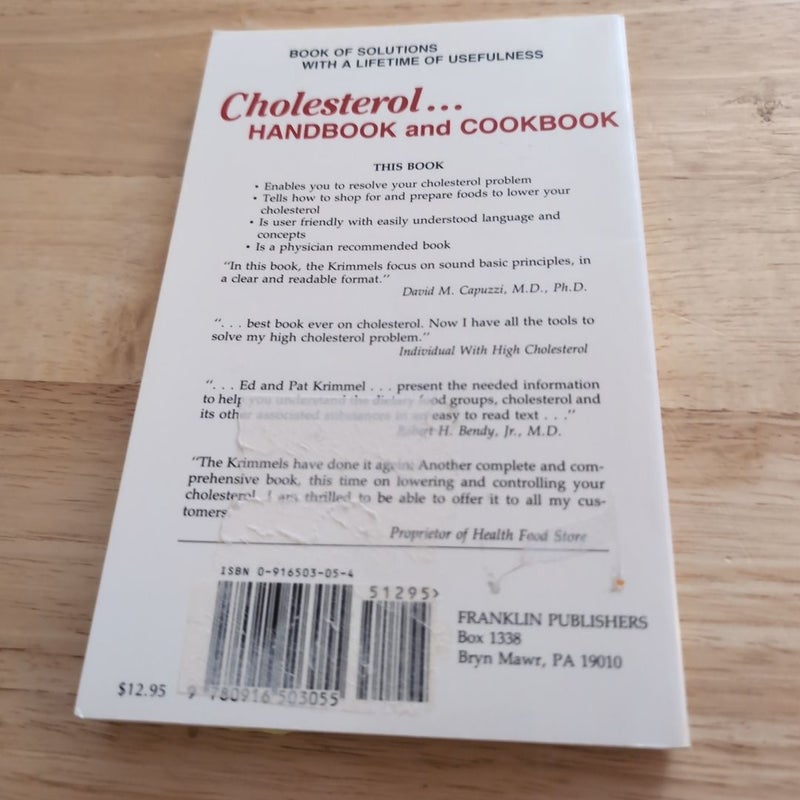 BOOK OF SOLUTIONS
WITH A LIFETIME OF USEFULNESS
Cholesterol...
HANDBOOK and COOKBOOK
THIS BOOK
• Enables you to resolve your cholesterol problem
• Tells how to shop for and prepare foods to lower your
cholesterol
• Is user friendly with easily understood language and
concepts
• Is a physician recommended book
"In this book, the Krimmels focus on sound basic principles, in
a clear and readable format."
David M. Capuzzi, M.D., Ph.D.
". . . best book ever on cholesterol. Now I have all the tools to
solve my high cholesterol problem."
Individual With High Cholesterol
". . . Ed and Pat Krimmel . . . present the needed information
to help you understand the dietary food groups, cholesterol and
its other associated substances in an easy to read text . . ."
Robert H. Bendy, Jr., M.D.
"The Krimmels have done it again. Another complete and com-
prehensive book, this time on lowering and controlling your
cholesterol. I am thrilled to be able to offer it to all my cus-
tomers
Proprietor of Health Food Store
ISBN 0-916503-05-4
51295>
FRANKLIN PUBLISHERS
Box 1338
Bryn Mawr, PA 19010
$12.95
9 780916 503055